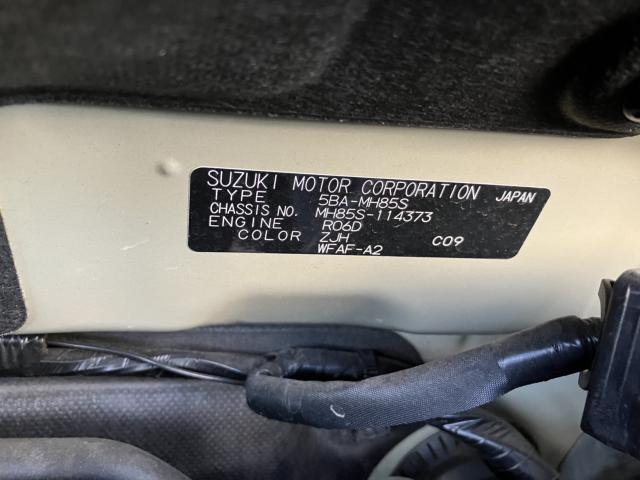 SUZUKI MOTOR CORPORATION JAPAN
TYPE 5BA-MH85S
CHASSIS NO. MH85S-114373
ENGINE R06D
COLOR ZJH C09
WFAF-A2